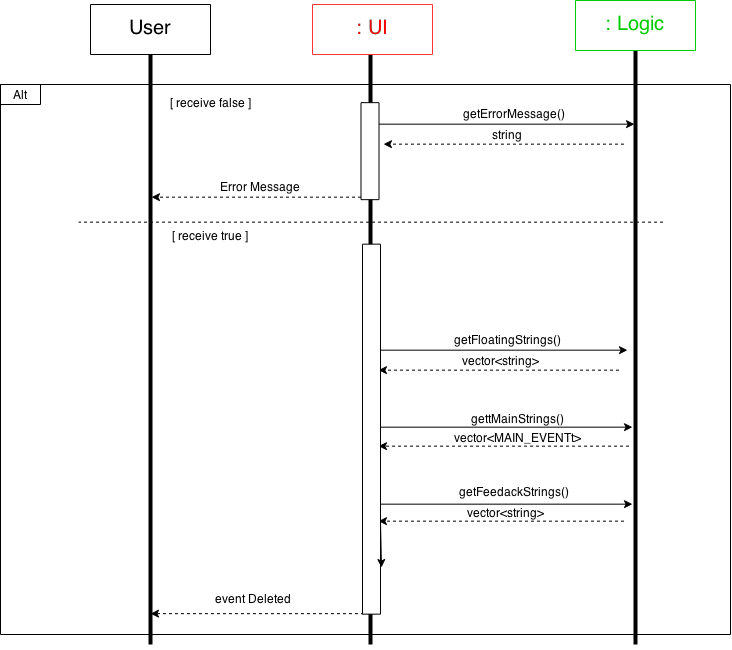 User
: UI
: Logic
Alt
[ receive false ]
getErrorMessage()
string
Error Message
[ receive true ]
getFloatingStrings()
vector<string>
gettMainStrings()
vector<MAIN_EVENTt>
getFeedackStrings()
vector<string>
event Deleted